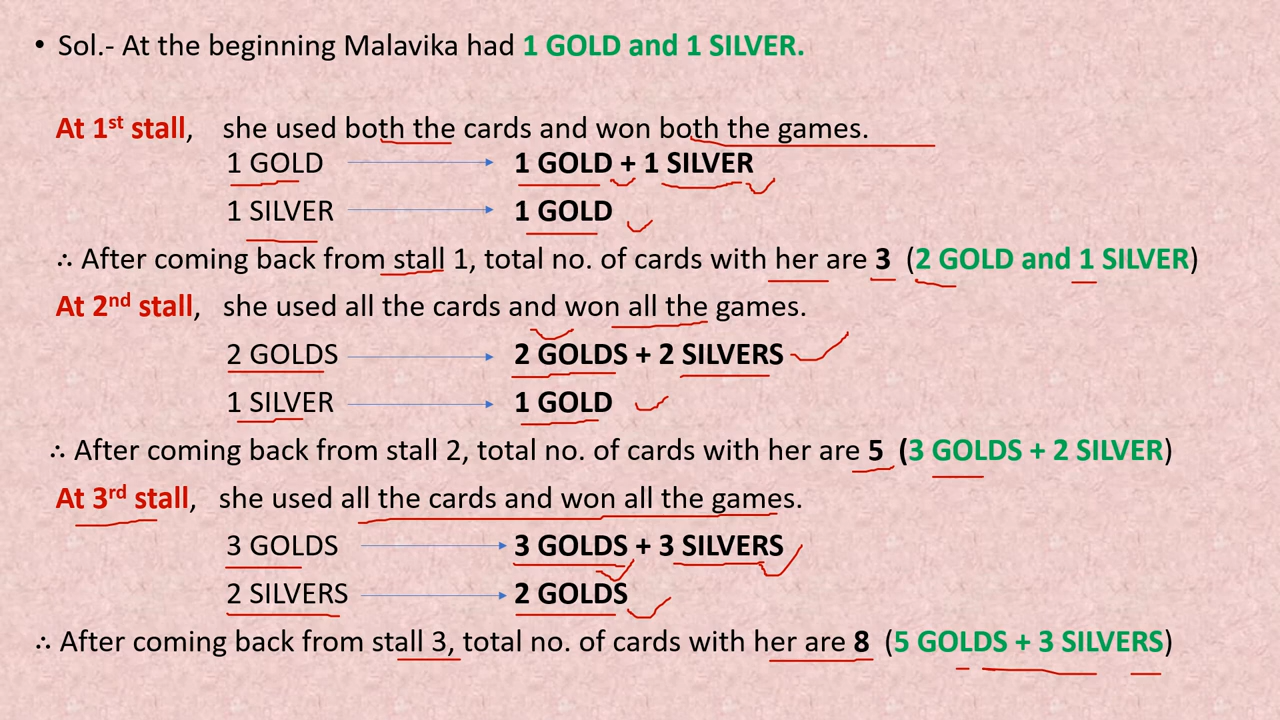 • Sol.- At the beginning Malavika had 1 GOLD and 1 SILVER.
At 1st stall, she used both the cards and won both the games.
1 GOLD → 1 GOLD + 1 SILVER
1 SILVER → 1 GOLD
∴ After coming back from stall 1, total no. of cards with her are 3 (2 GOLD and 1 SILVER)
At 2nd stall, she used all the cards and won all the games.
2 GOLDS → 2 GOLDS + 2 SILVERS
1 SILVER → 1 GOLD
∴ After coming back from stall 2, total no. of cards with her are 5 (3 GOLDS + 2 SILVER)
At 3rd stall, she used all the cards and won all the games.
3 GOLDS → 3 GOLDS + 3 SILVERS
2 SILVERS → 2 GOLDS
∴ After coming back from stall 3, total no. of cards with her are 8 (5 GOLDS + 3 SILVERS)